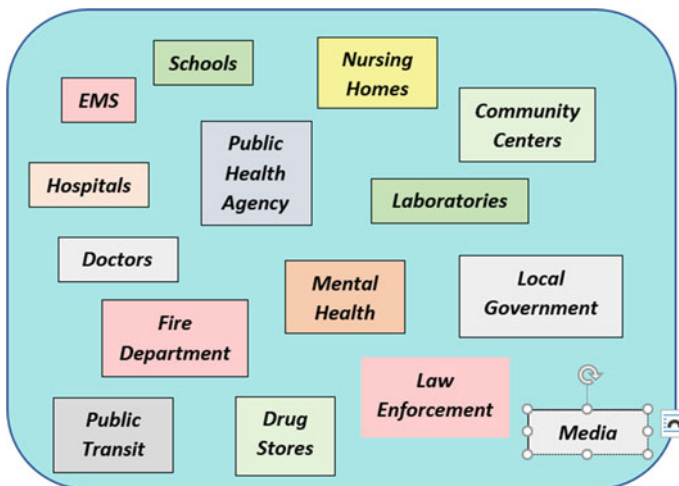 Schools
Nursing
Homes
EMS
Community
Centers
Public
Health
Agency
Hospitals
Laboratories
Doctors
Mental
Health
Local
Government
Fire
Department
Law
Enforcement
Public
Transit
Drug
Stores
Media